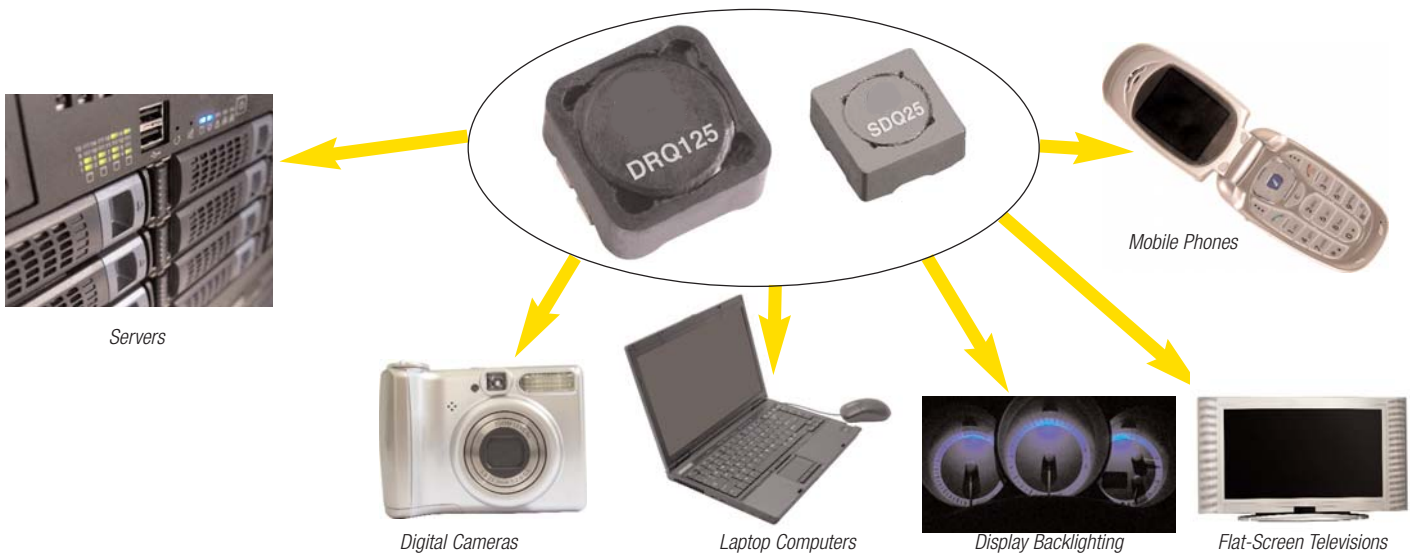 DRQ125
SDQ25
Mobile Phones
Servers
Digital Cameras
Laptop Computers
Display Backlighting
Flat-Screen Televisions